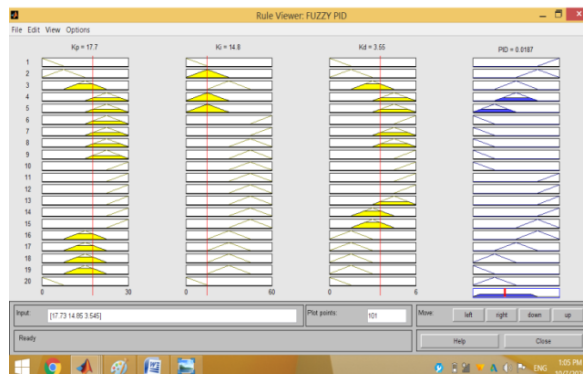 Rule Viewer: FUZZY PID
File Edit View Options
Kp = 17.7
Ki = 14.8
Kd = 3.55
PID = 0.0187
1
2
3
4
5
6
7
8
9
10
11
12
13
14
15
16
17
18
19
20
0 30
0 60
0 6
Input: [17.73 14.85 3.545]
Plot points: 101
Move: left right down up
Ready
Help Close
ENG 1:05 PM